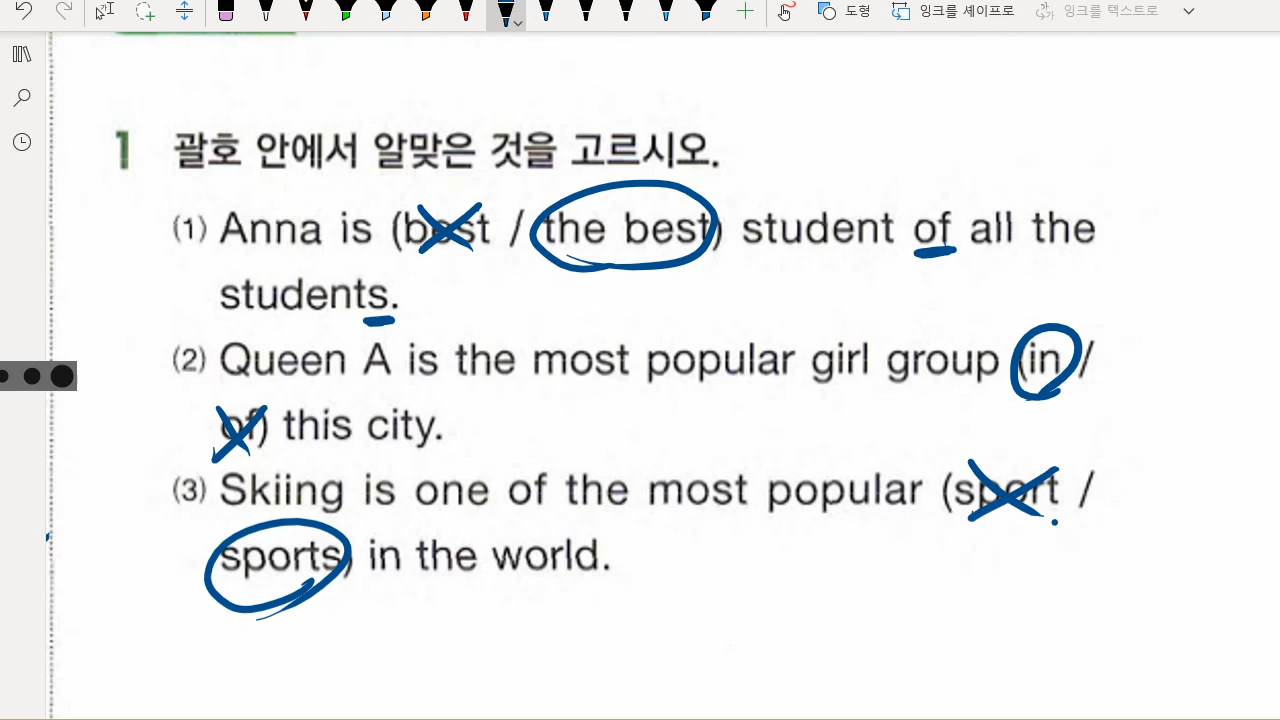 도형 잉크를 셰이프로 잉크를 텍스트로
1 괄호 안에서 알맞은 것을 고르시오.
(1) Anna is (best / the best) student of all the
students.
(2) Queen A is the most popular girl group (in /
of) this city.
(3) Skiing is one of the most popular (sport /
sports) in the world.